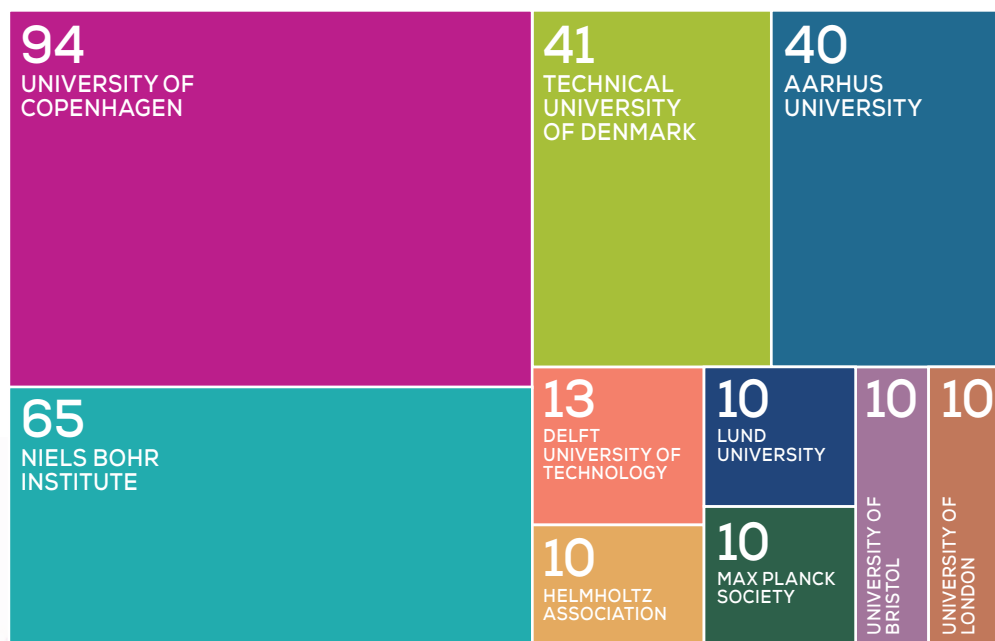 94
UNIVERSITY OF
COPENHAGEN
41
TECHNICAL
UNIVERSITY
OF DENMARK
40
AARHUS
UNIVERSITY
65
NIELS BOHR
INSTITUTE
13
DELFT
UNIVERSITY OF
TECHNOLOGY
10
LUND
UNIVERSITY
10
UNIVERSITY OF
BRISTOL
10
UNIVERSITY OF
LONDON
10
HELMHOLTZ
ASSOCIATION
10
MAX PLANCK
SOCIETY